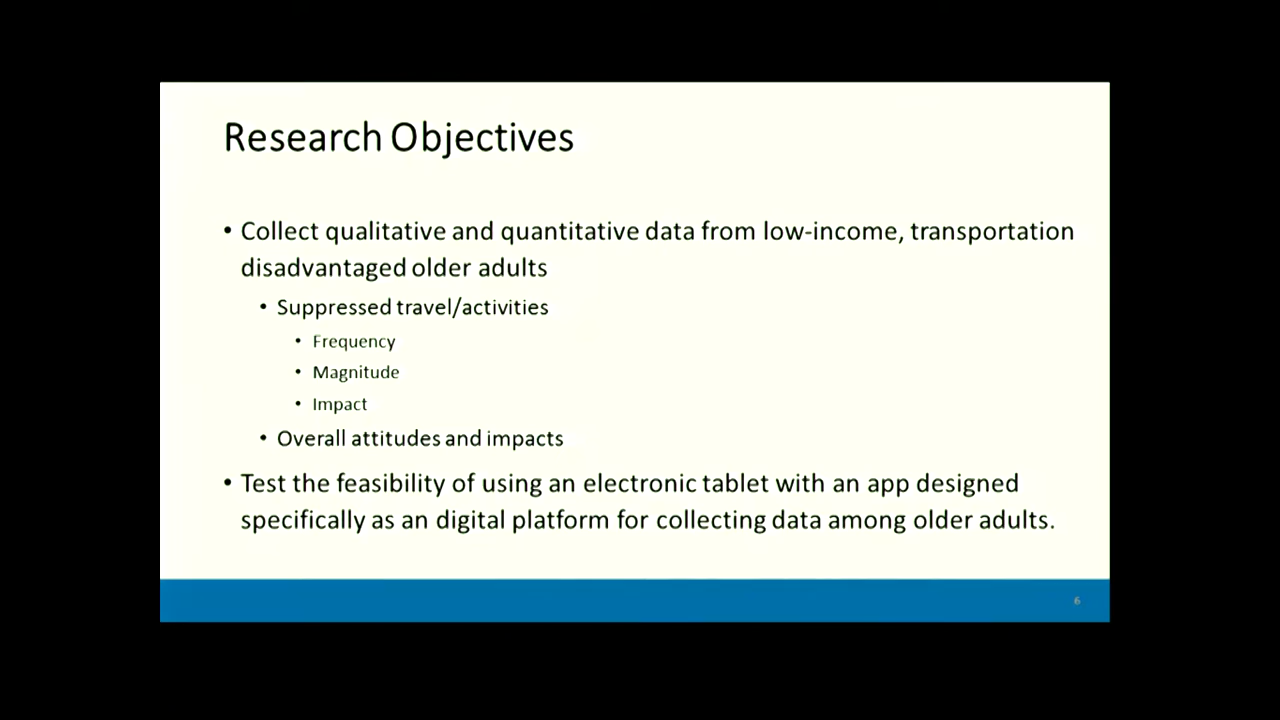 Research Objectives
• Collect qualitative and quantitative data from low-income, transportation
disadvantaged older adults
• Suppressed travel/activities
• Frequency
• Magnitude
• Impact
• Overall attitudes and impacts
• Test the feasibility of using an electronic tablet with an app designed
specifically as an digital platform for collecting data among older adults.
6